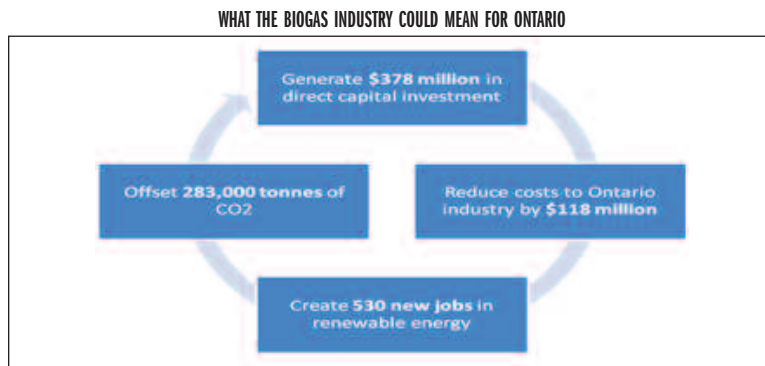 WHAT THE BIOGAS INDUSTRY COULD MEAN FOR ONTARIO
Generate $378 million in
direct capital investment
Reduce costs to Ontario
industry by $118 million
Create 530 new jobs in
renewable energy
Offset 283,000 tonnes of
CO2